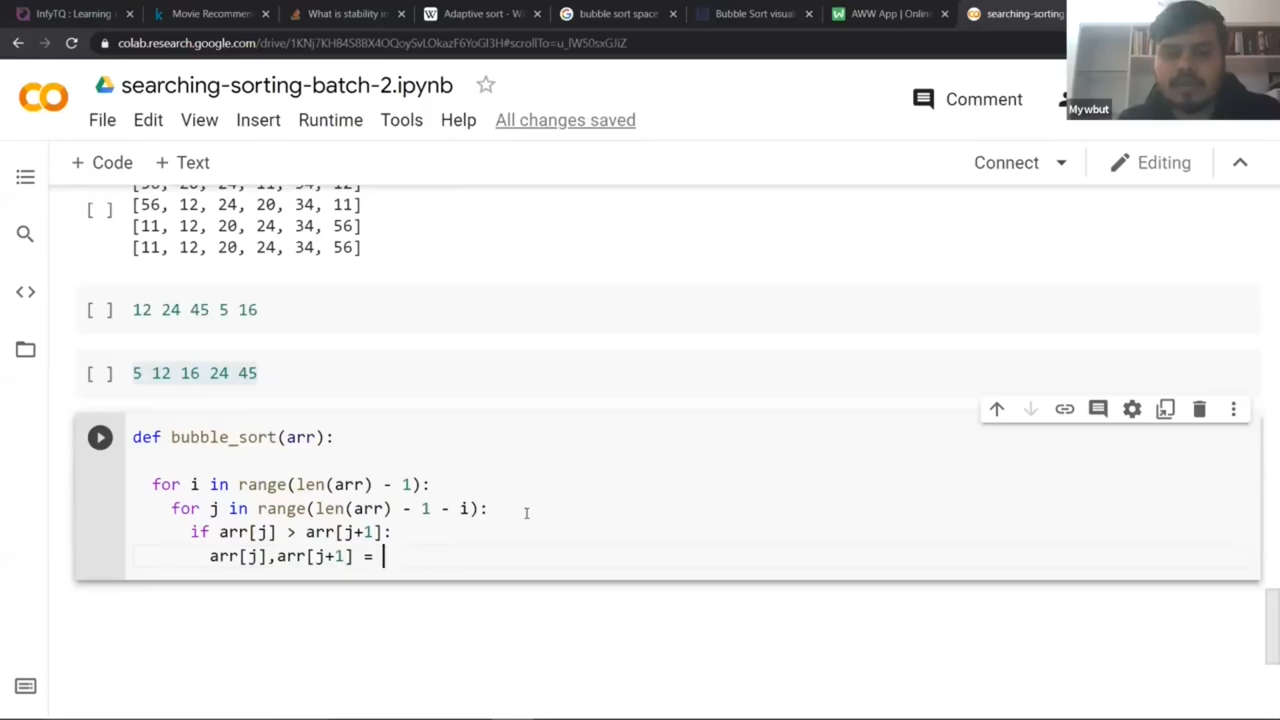 InfyTQ: Learning
Movie Recommen
What is stability in
Adaptive sort - Wi
bubble sort space
Bubble Sort visual
AWW App | Online
searching-sorting
colab.research.google.com/drive/1KNj7KH84S8BX4OQoySvLOkazF6YoGI3H#scrollTo=u_lWS0sxGJiZ
Mywbut
searching-sorting-batch-2.ipynb
Comment
File Edit View Insert Runtime Tools Help All changes saved
+ Code + Text
Connect
Editing
[ ]
[56, 12, 24, 20, 34, 11]
[11, 12, 20, 24, 34, 56]
[11, 12, 20, 24, 34, 56]
[ ] 12 24 45 5 16
[ ] 5 12 16 24 45
def bubble_sort(arr):
for i in range(len(arr) - 1):
for j in range(len(arr) - 1 - i):
if arr[j] > arr[j+1]:
arr[j],arr[j+1] =